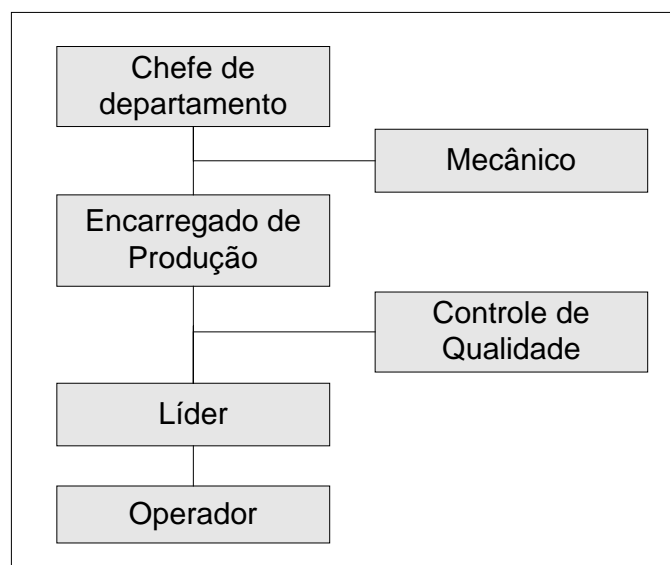 Chefe de
departamento
Mecânico
Encarregado de
Produção
Controle de
Qualidade
Líder
Operador